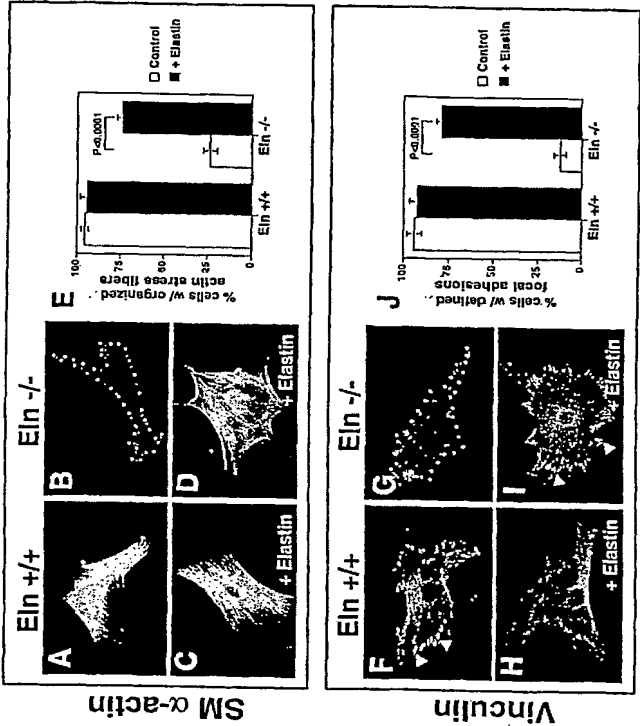 SM α-actin
Eln +/+
Eln -/-
A
B
C
+ Elastin
D
+ Elastin
E
% cells w/ organized
actin stress fibers
100
75
50
25
0
P<0.0001
Eln +/+
Eln -/-
Control
+ Elastin
Vinculin
Eln +/+
Eln -/-
F
G
H
+ Elastin
I
+ Elastin
J
% cells w/ defined
focal adhesions
100
75
50
25
0
P<0.0001
Eln +/+
Eln -/-
Control
+ Elastin